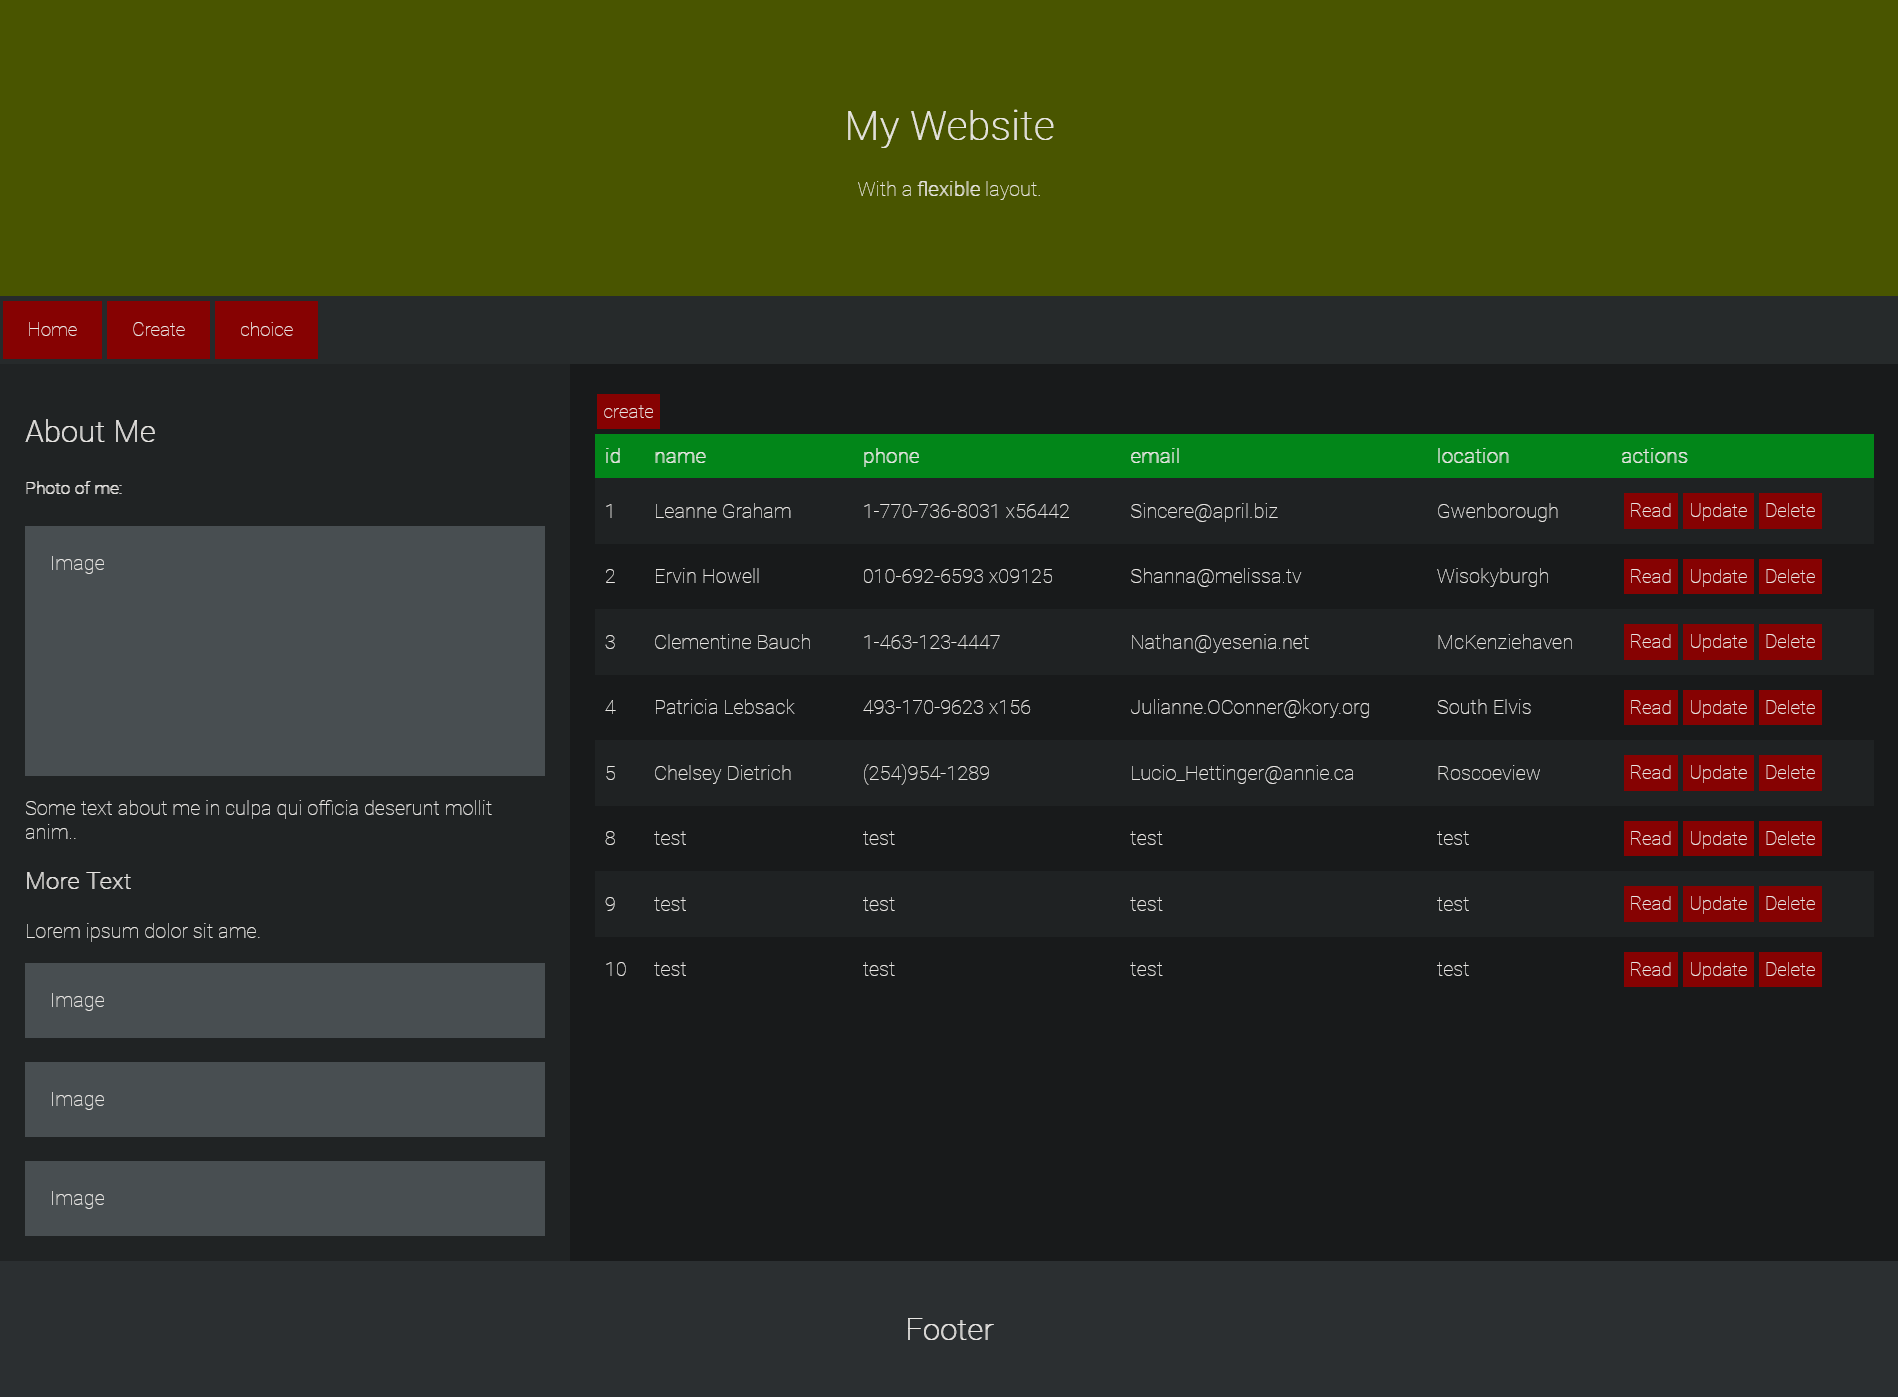 My Website
With a flexible layout.
Home Create choice
About Me
Photo of me:
Image
Some text about me in culpa qui officia deserunt mollit
anim..
More Text
Lorem ipsum dolor sit ame.
Image
Image
Image
create
id name phone email location actions
1 Leanne Graham 1-770-736-8031 x56442 Sincere@april.biz Gwenborough Read Update Delete
2 Ervin Howell 010-692-6593 x09125 Shanna@melissa.tv Wisokyburgh Read Update Delete
3 Clementine Bauch 1-463-123-4447 Nathan@yesenia.net McKenziehaven Read Update Delete
4 Patricia Lebsack 493-170-9623 x156 Julianne.OConner@kory.org South Elvis Read Update Delete
5 Chelsey Dietrich (254)954-1289 Lucio_Hettinger@annie.ca Roscoeview Read Update Delete
8 test test test test Read Update Delete
9 test test test test Read Update Delete
10 test test test test Read Update Delete
Footer